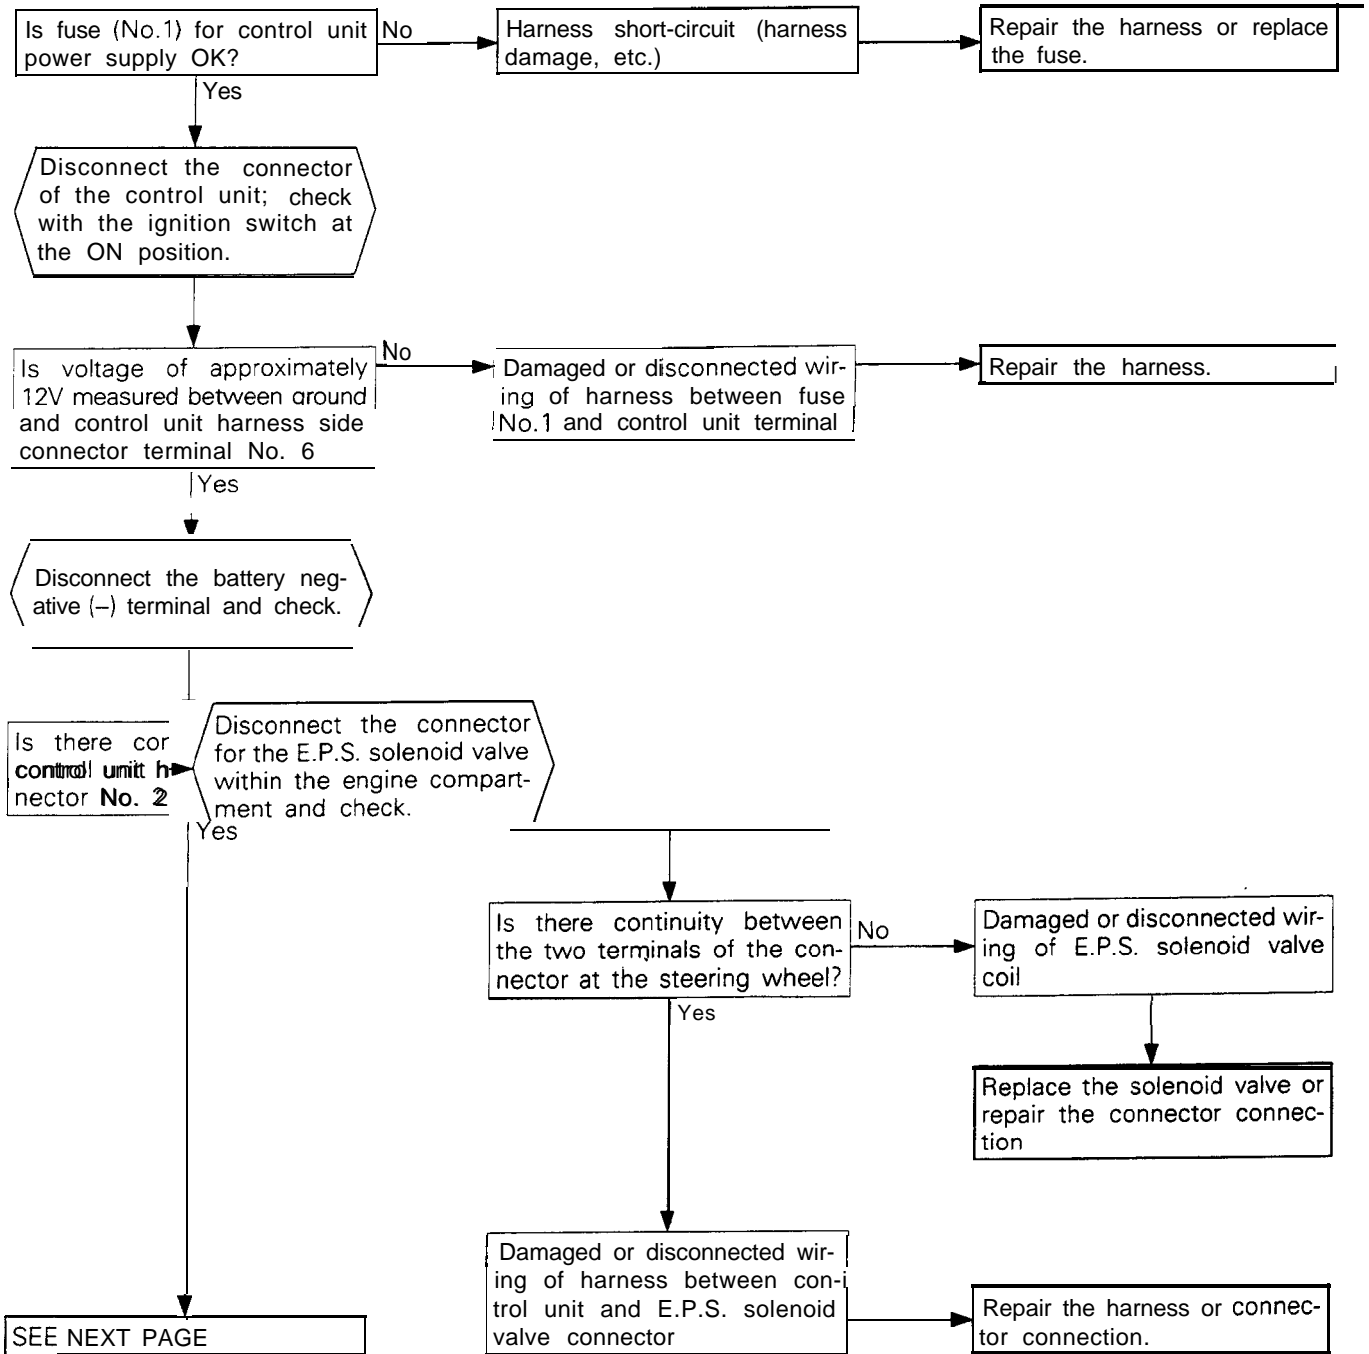 Is fuse (No.1) for control unit
power supply OK?
No
Harness short-circuit (harness
damage, etc.)
Repair the harness or replace
the fuse.
Yes
Disconnect the connector
of the control unit; check
with the ignition switch at
the ON position.
Is voltage of approximately
12V measured between ground
and control unit harness side
connector terminal No. 6
No
Damaged or disconnected wir-
ing of harness between fuse
No.1 and control unit terminal
Repair the harness.
Yes
Disconnect the battery neg-
ative (–) terminal and check.
Is there cor
control unit h
nector No. 2
Disconnect the connector
for the E.P.S. solenoid valve
within the engine compart-
ment and check.
Yes
Is there continuity between
the two terminals of the con-
nector at the steering wheel?
No
Damaged or disconnected wir-
ing of E.P.S. solenoid valve
coil
Yes
Replace the solenoid valve or
repair the connector connec-
tion
Damaged or disconnected wir-
ing of harness between con-
trol unit and E.P.S. solenoid
valve connector
Repair the harness or connec-
tor connection.
SEE NEXT PAGE